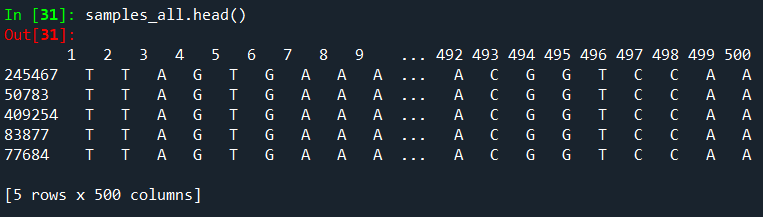 In [31]: samples_all.head()
Out[31]:
1 2 3 4 5 6 7 8 9 ... 492 493 494 495 496 497 498 499 500
245467 T T A G T G A A A ... A C G G T C C A A
50783 T T A G T G A A A ... A C G G T C C A A
409254 T T A G T G A A A ... A C G G T C C A A
83877 T T A G T G A A A ... A C G G T C C A A
77684 T T A G T G A A A ... A C G G T C C A A
[5 rows x 500 columns]